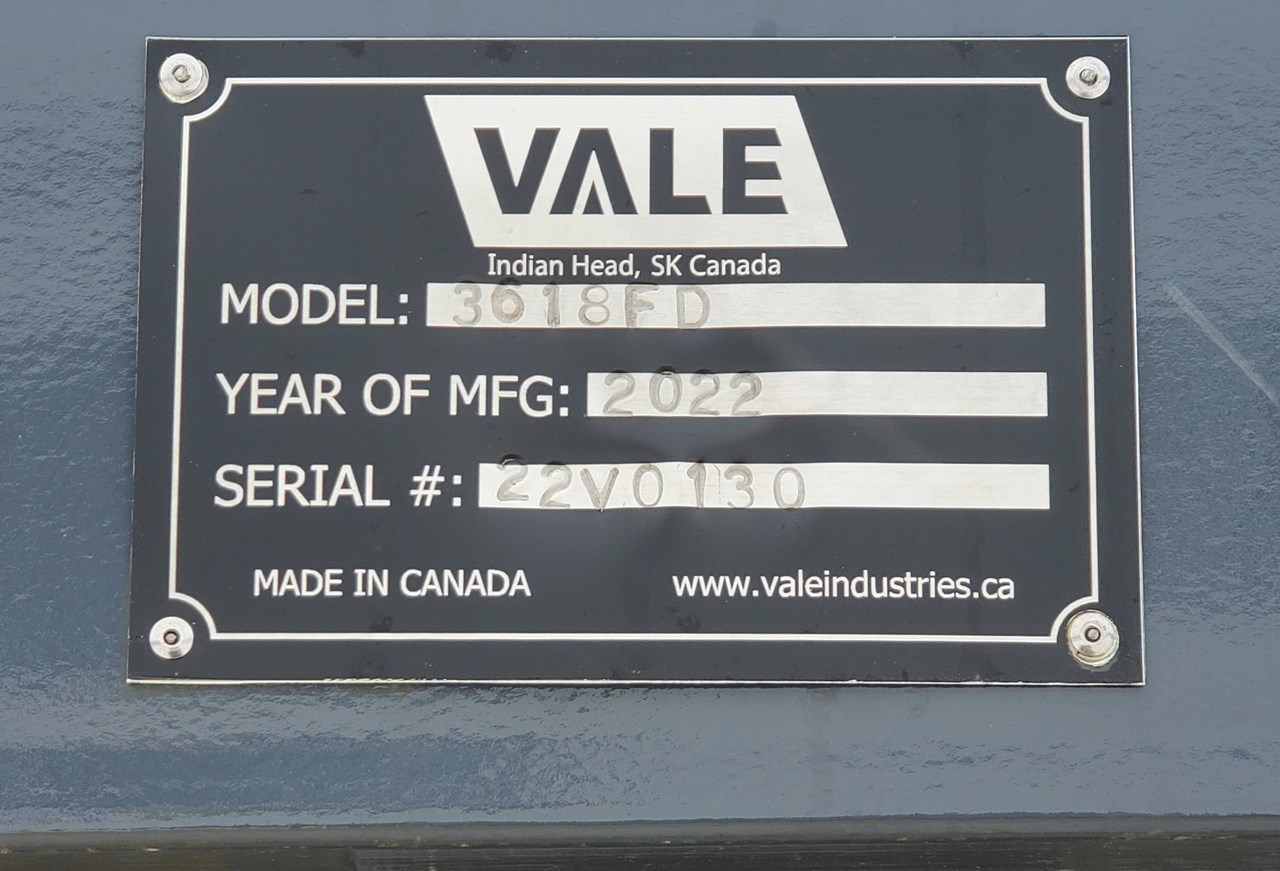 VALE
Indian Head, SK Canada
MODEL: 3618FD
YEAR OF MFG: 2022
SERIAL #: 22V0130
MADE IN CANADA www.valeindustries.ca